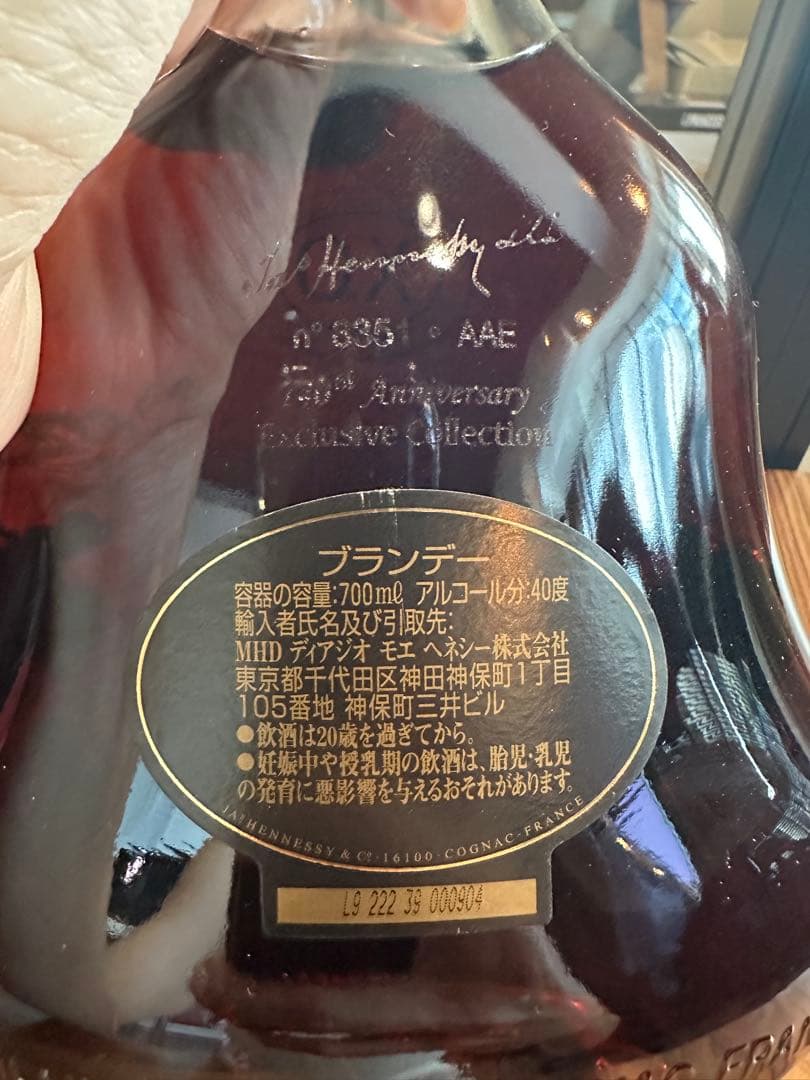 Jas Hennessy & Co
n° 3351 • AAE
Anniversary
Exclusive Collection
ブランデー
容器の容量:700mℓ アルコール分:40度
輸入者氏名及び引取先:
MHD ディアジオ モエ ヘネシー株式会社
東京都千代田区神田神保町1丁目
105番地 神保町三井ビル
●飲酒は20歳を過ぎてから。
●妊娠中や授乳期の飲酒は、胎児・乳児
の発育に悪影響を与えるおそれがあります。
JAS HENNESSY & Co · 16100 · COGNAC - FRANCE
L9 222 39 000904